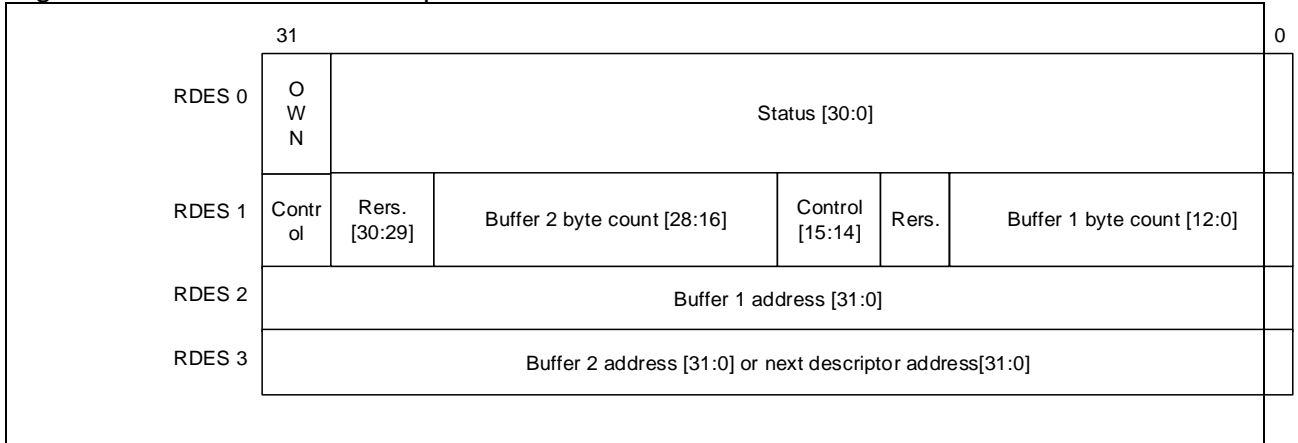 31 0
RDES 0
O
W
N
Status [30:0]
RDES 1
Contr
ol
Rers.
[30:29]
Buffer 2 byte count [28:16]
Control
[15:14]
Rers.
Buffer 1 byte count [12:0]
RDES 2
Buffer 1 address [31:0]
RDES 3
Buffer 2 address [31:0] or next descriptor address[31:0]